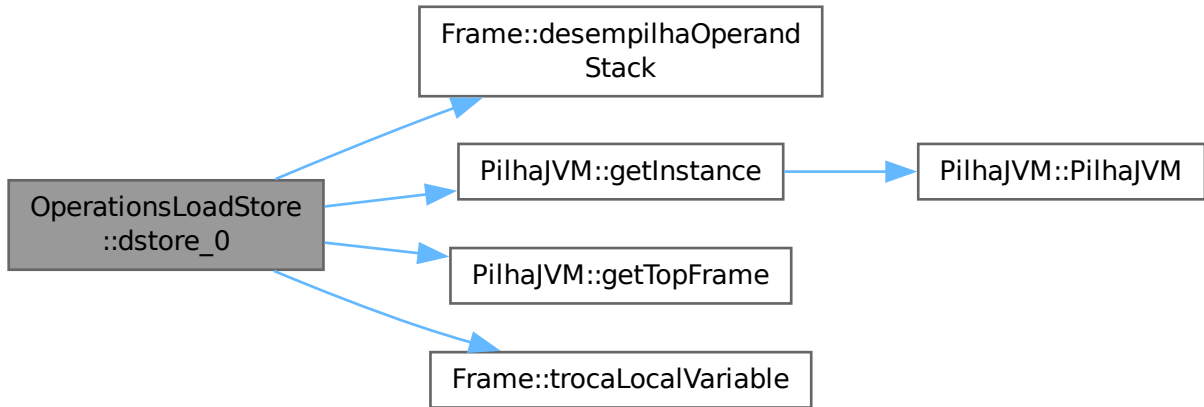 Frame::desempilhaOperand
Stack
PilhaJVM::getInstance
PilhaJVM::PilhaJVM
OperationsLoadStore
::dstore_0
PilhaJVM::getTopFrame
Frame::trocaLocalVariable